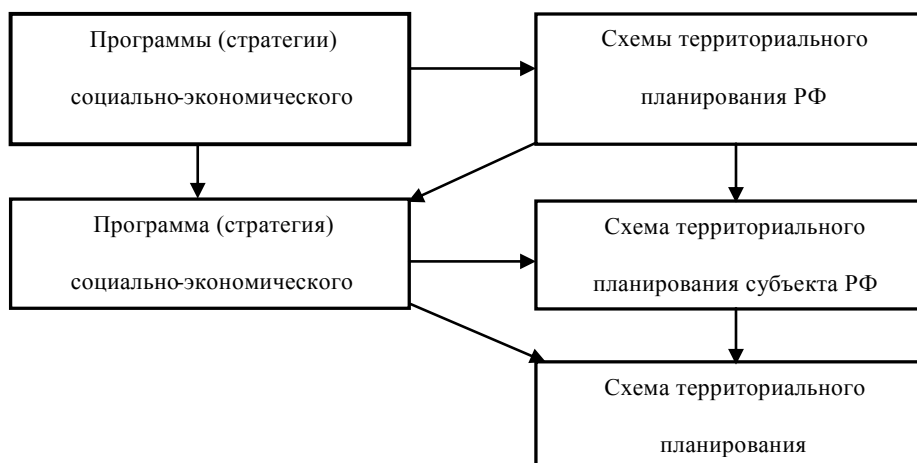 Программы (стратегии)
социально-экономического
Схемы территориального
планирования РФ
Программа (стратегия)
социально-экономического
Схема территориального
планирования субъекта РФ
Схема территориального
планирования